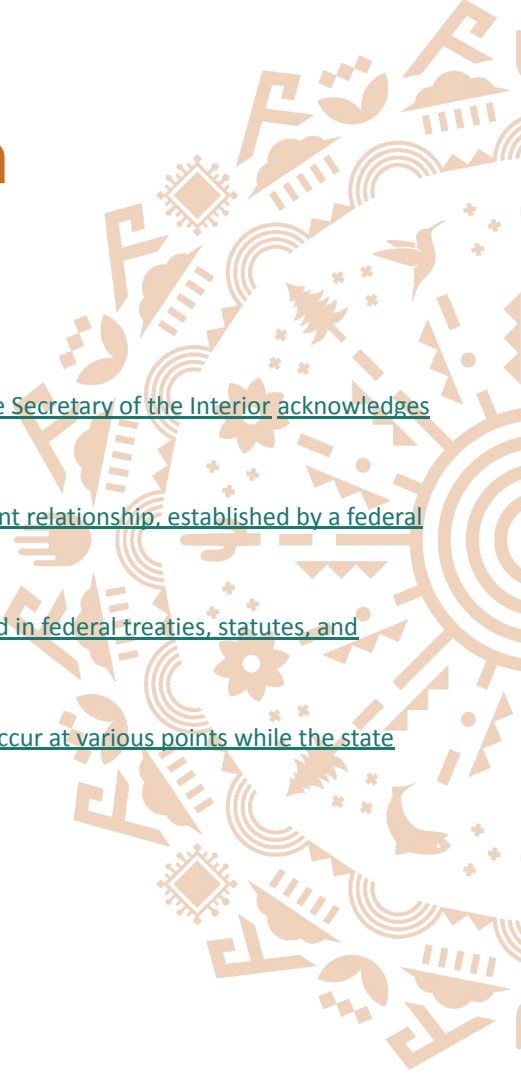 e Secretary of the Interior acknowledges
nt relationship, established by a federal
d in federal treaties, statutes, and
ccur at various points while the state